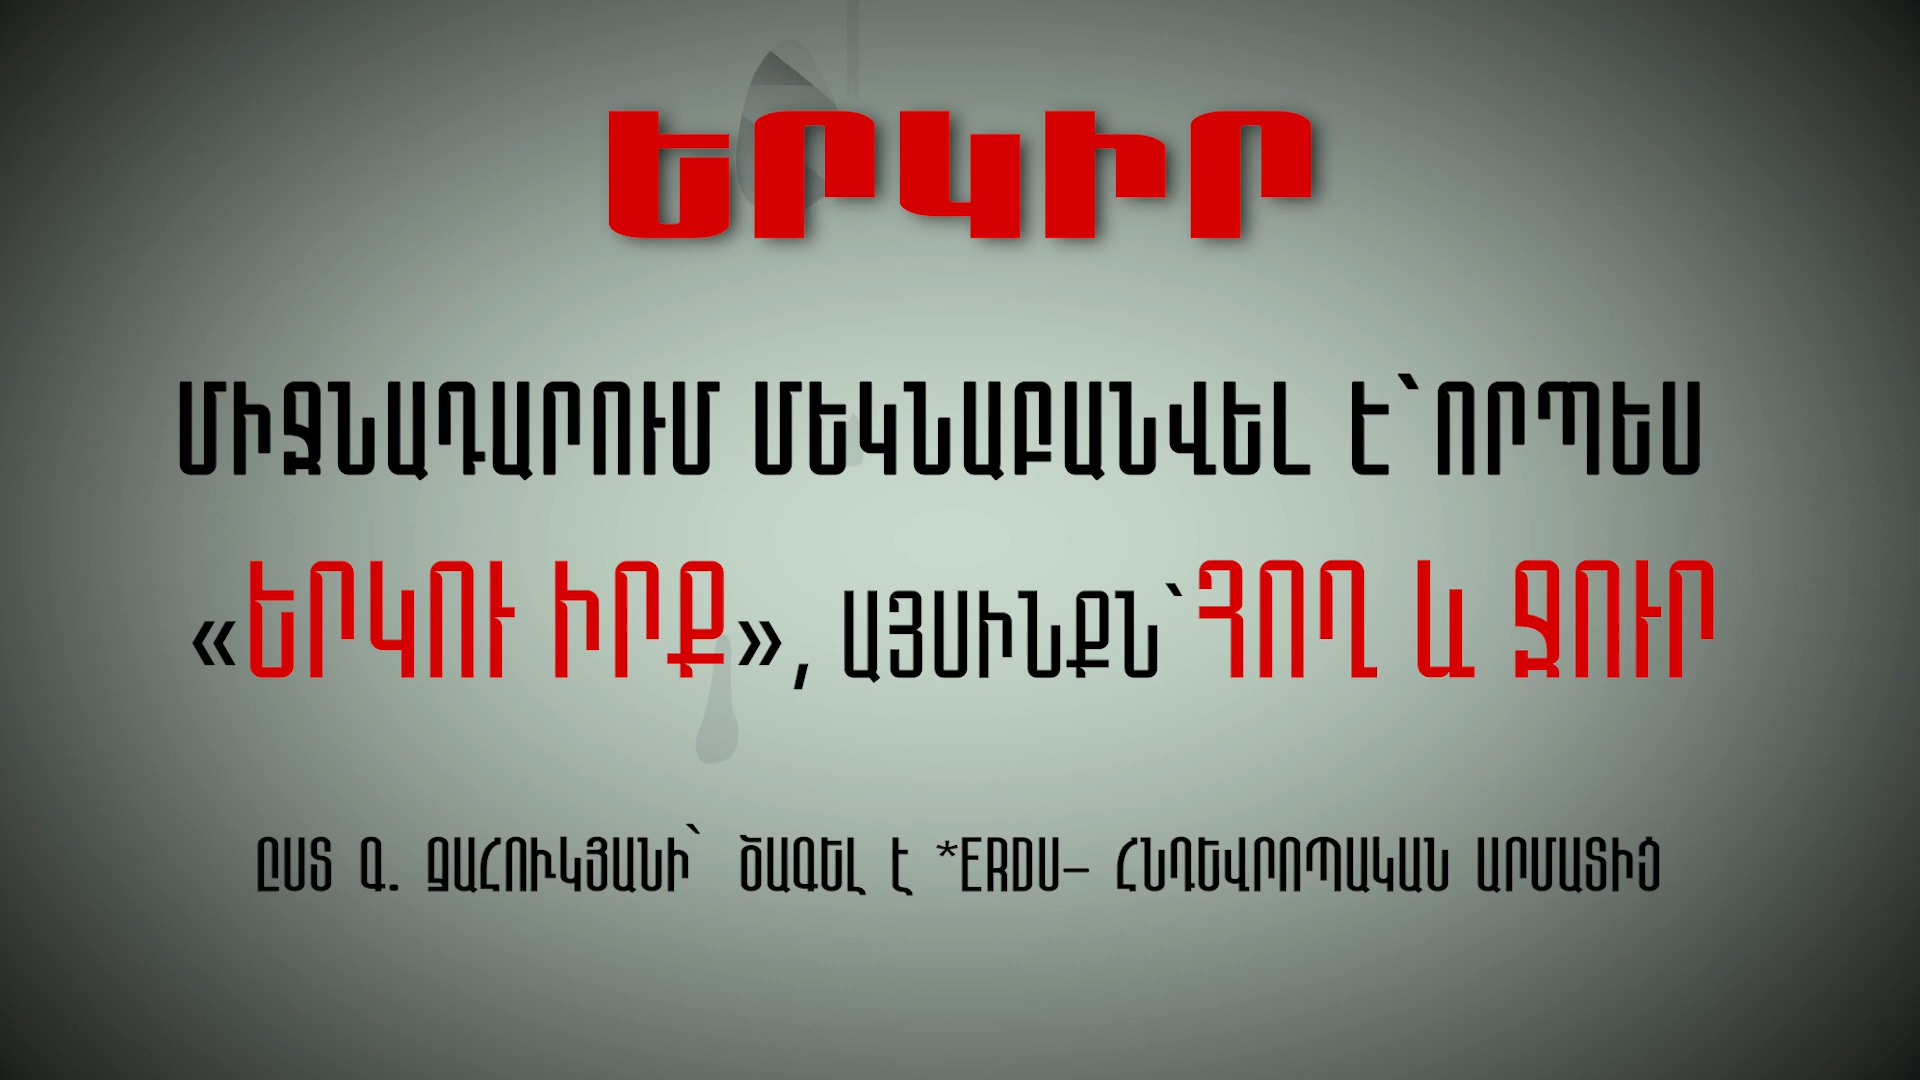 ԵՐԿԻՐ
ՄԻՋՆԱԴԱՐՈՒՄ ՄԵԿՆԱԲԱՆՎԵԼ Է՝ ՈՐՊԵՍ
«ԵՐԿՈՒ ԻՐՔ», ԱՅՍԻՆՔՆ՝ ՀՈՂ և ՋՈՒՐ
ԸՍՏ Գ. ՋԱՀՈՒԿՅԱՆԻ՝ ԾԱԳԵԼ Է *ERDU– ՀՆԴԵՎՐՈՊԱԿԱՆ ԱՐՄԱՏԻՑ